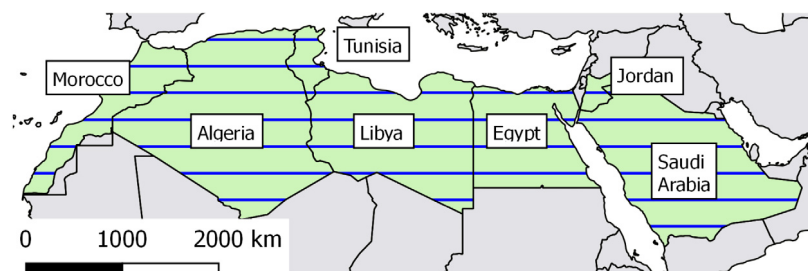 Tunisia
Morocco
Jordan
Algeria
Libya
Egypt
Saudi
Arabia
0 1000 2000 km